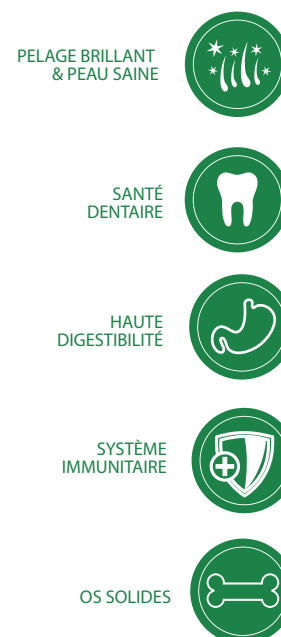 PELAGE BRILLANT
& PEAU SAINE
SANTÉ
DENTAIRE
HAUTE
DIGESTIBILITÉ
SYSTÈME
IMMUNITAIRE
OS SOLIDES